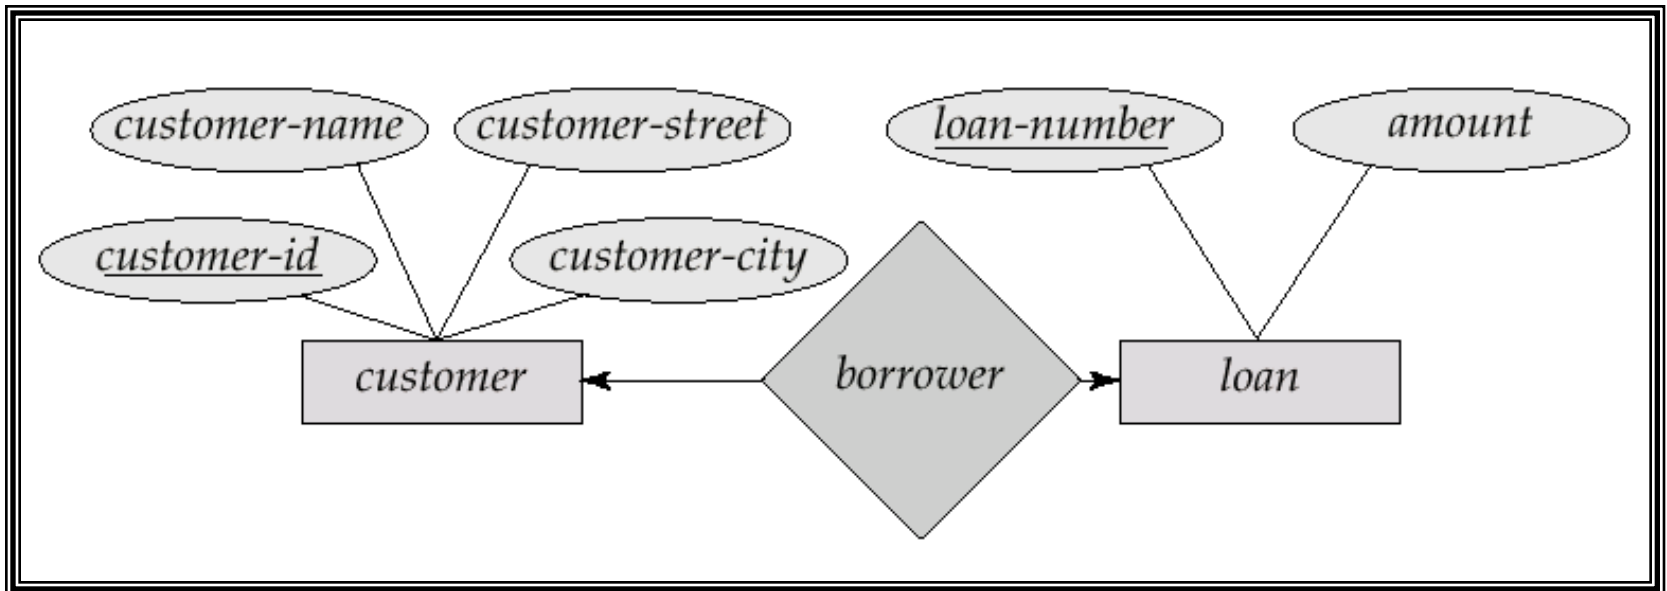 customer-name
customer-street
loan-number
amount
customer-id
customer-city
customer
borrower
loan